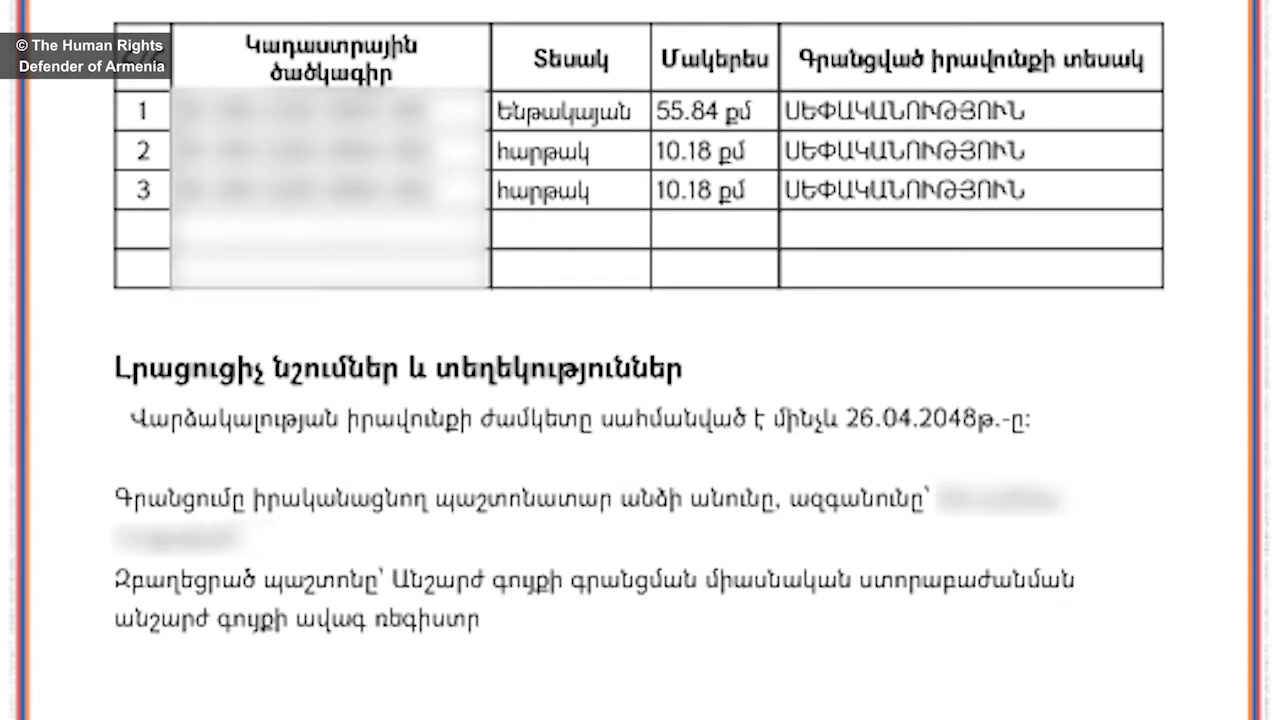 © The Human Rights
Defender of Armenia
Կադաստրային
ծածկագիր
Տեսակ
Մակերես
Գրանցված իրավունքի տեսակ
1 Ենթակայան 55.84 քմ ՍԵՓԱԿԱՆՈՒԹՅՈՒՆ
2 հարթակ 10.18 քմ ՍԵՓԱԿԱՆՈՒԹՅՈՒՆ
3 հարթակ 10.18 քմ ՍԵՓԱԿԱՆՈՒԹՅՈՒՆ
Լրացուցիչ նշումներ և տեղեկություններ
Վարձակալության իրավունքի ժամկետը սահմանված է մինչև 26.04.2048թ.-ը:
Գրանցումը իրականացնող պաշտոնատար անձի անունը, ազգանունը՝
Զբաղեցրած պաշտոնը՝ Անշարժ գույքի գրանցման միասնական ստորաբաժանման
անշարժ գույքի ավագ ռեգիստր